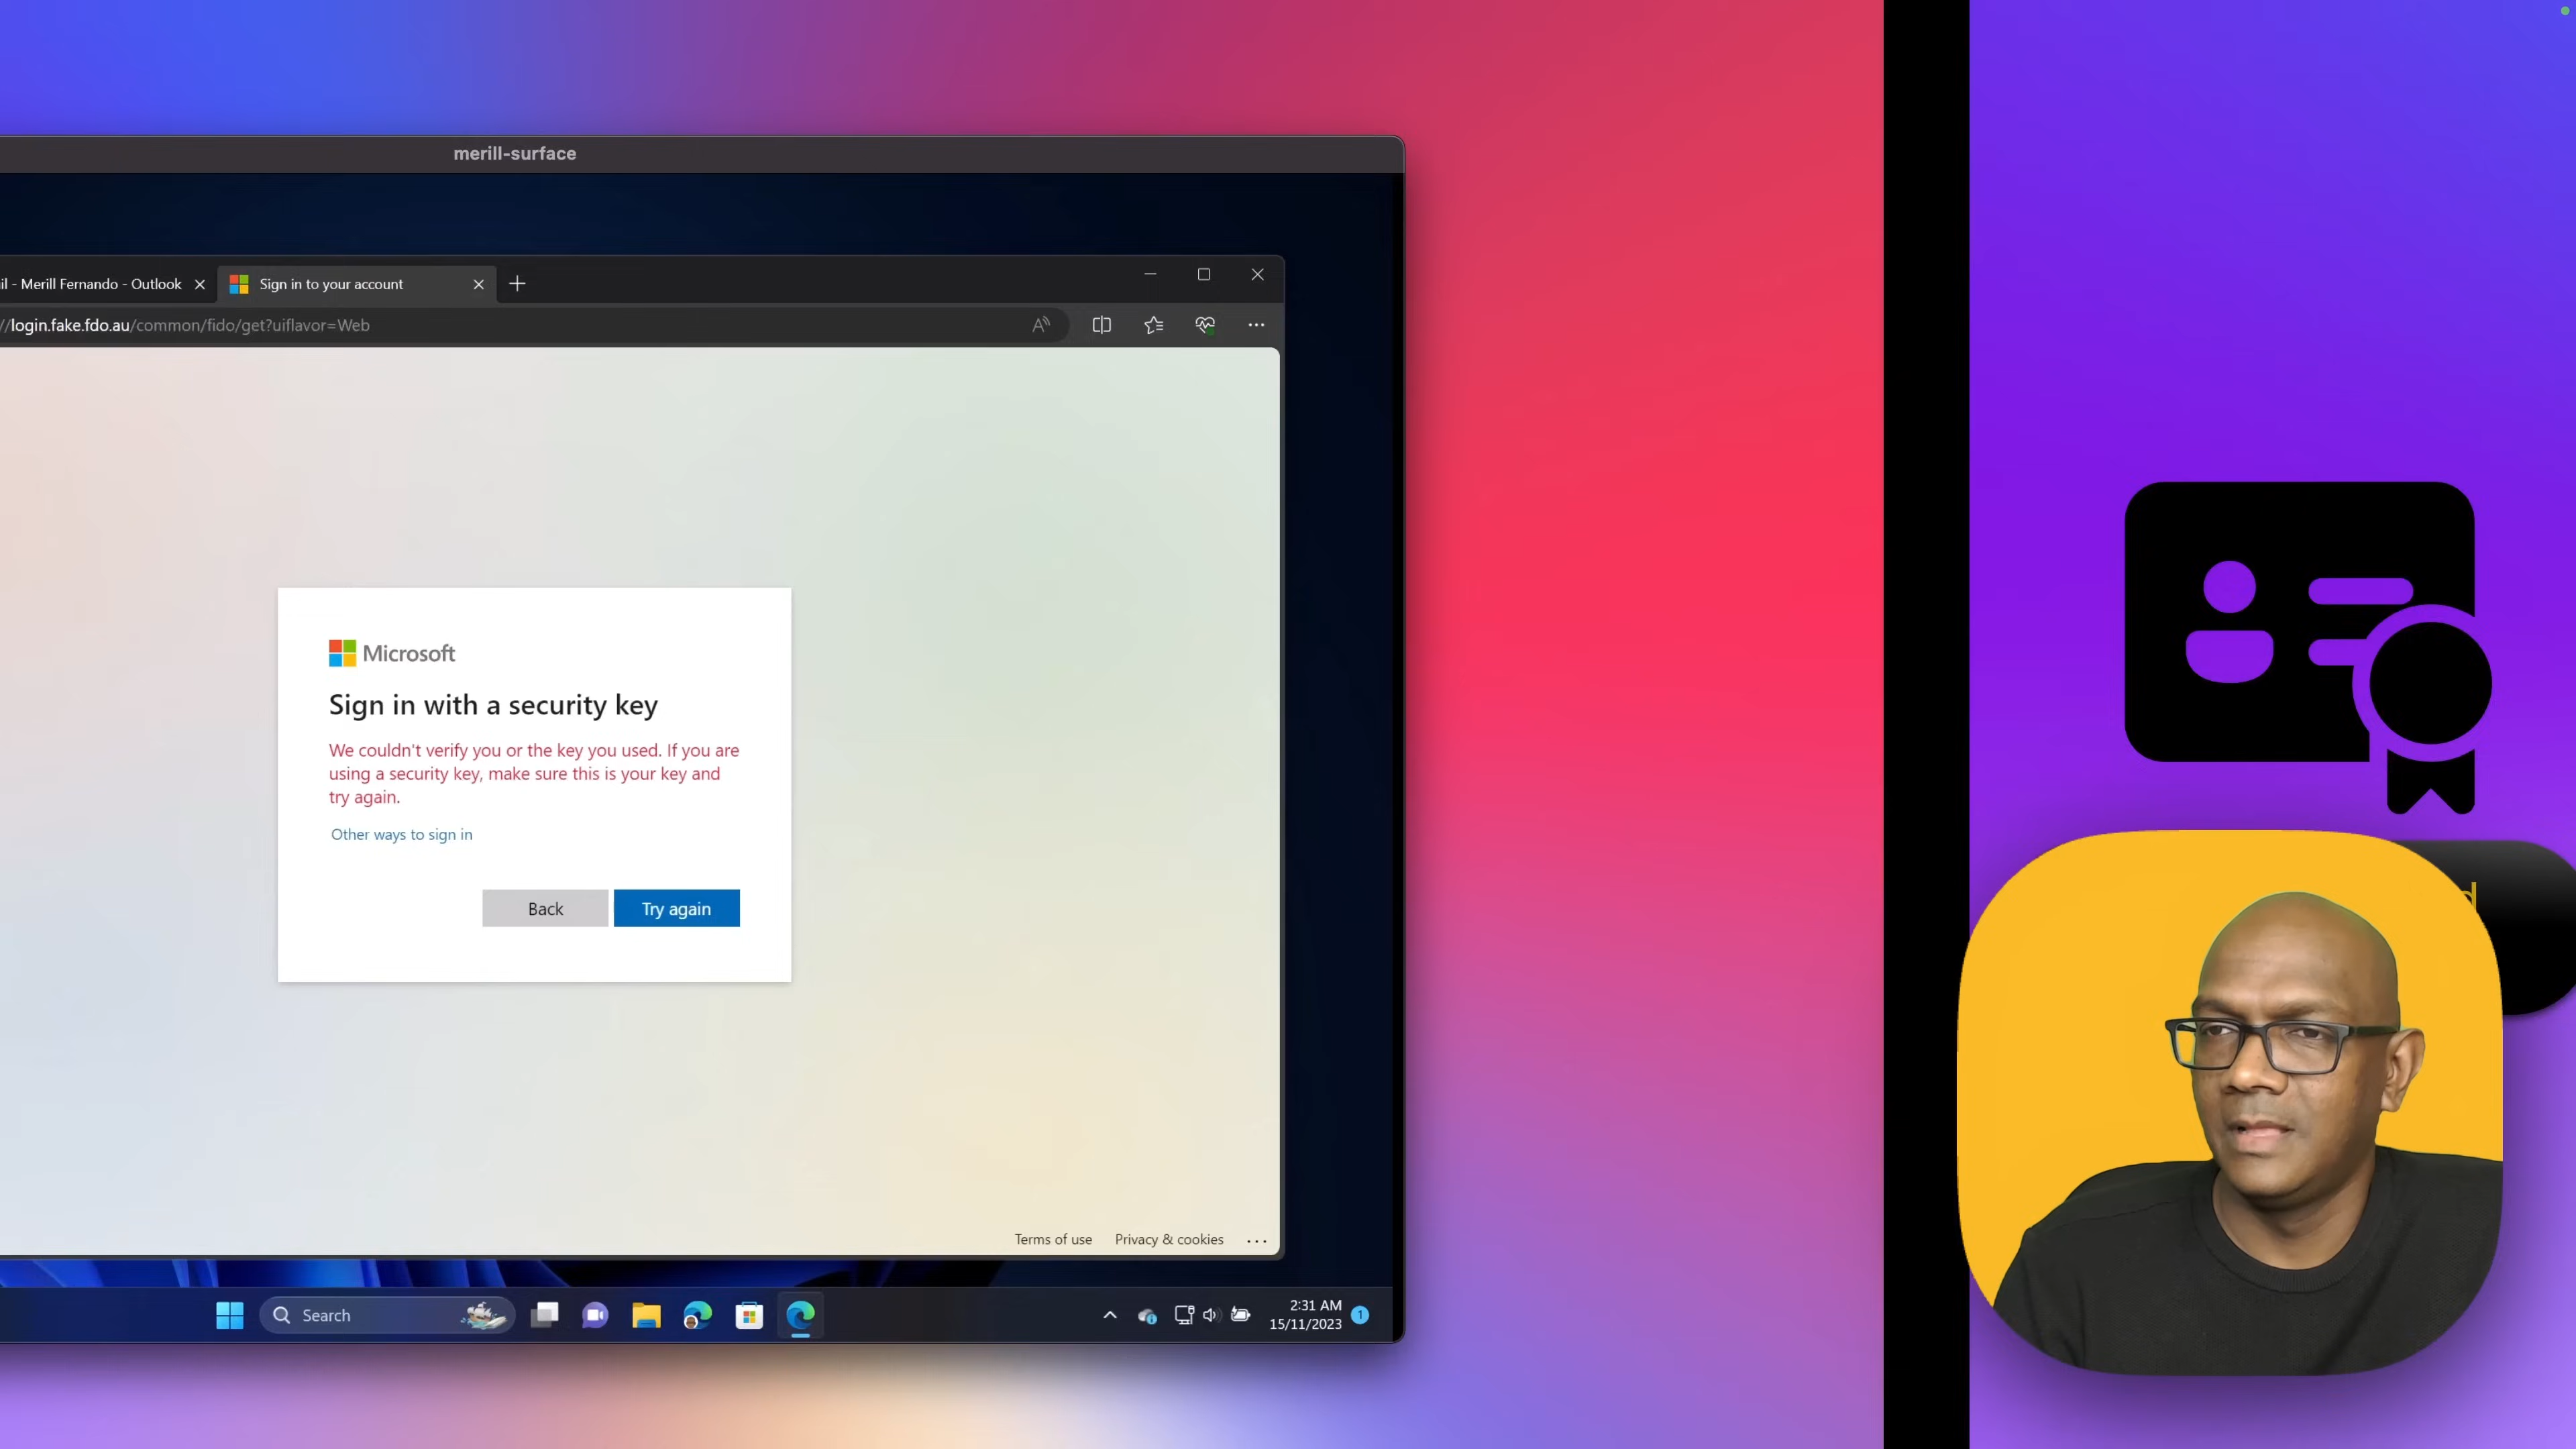 merill-surface
il - Merill Fernando - Outlook
Sign in to your account
//login.fake.fdo.au/common/fido/get?uiflavor=Web
Microsoft
Sign in with a security key
We couldn't verify you or the key you used. If you are
using a security key, make sure this is your key and
try again.
Other ways to sign in
Back
Try again
Terms of use
Privacy & cookies
Search
2:31 AM
15/11/2023
1
d